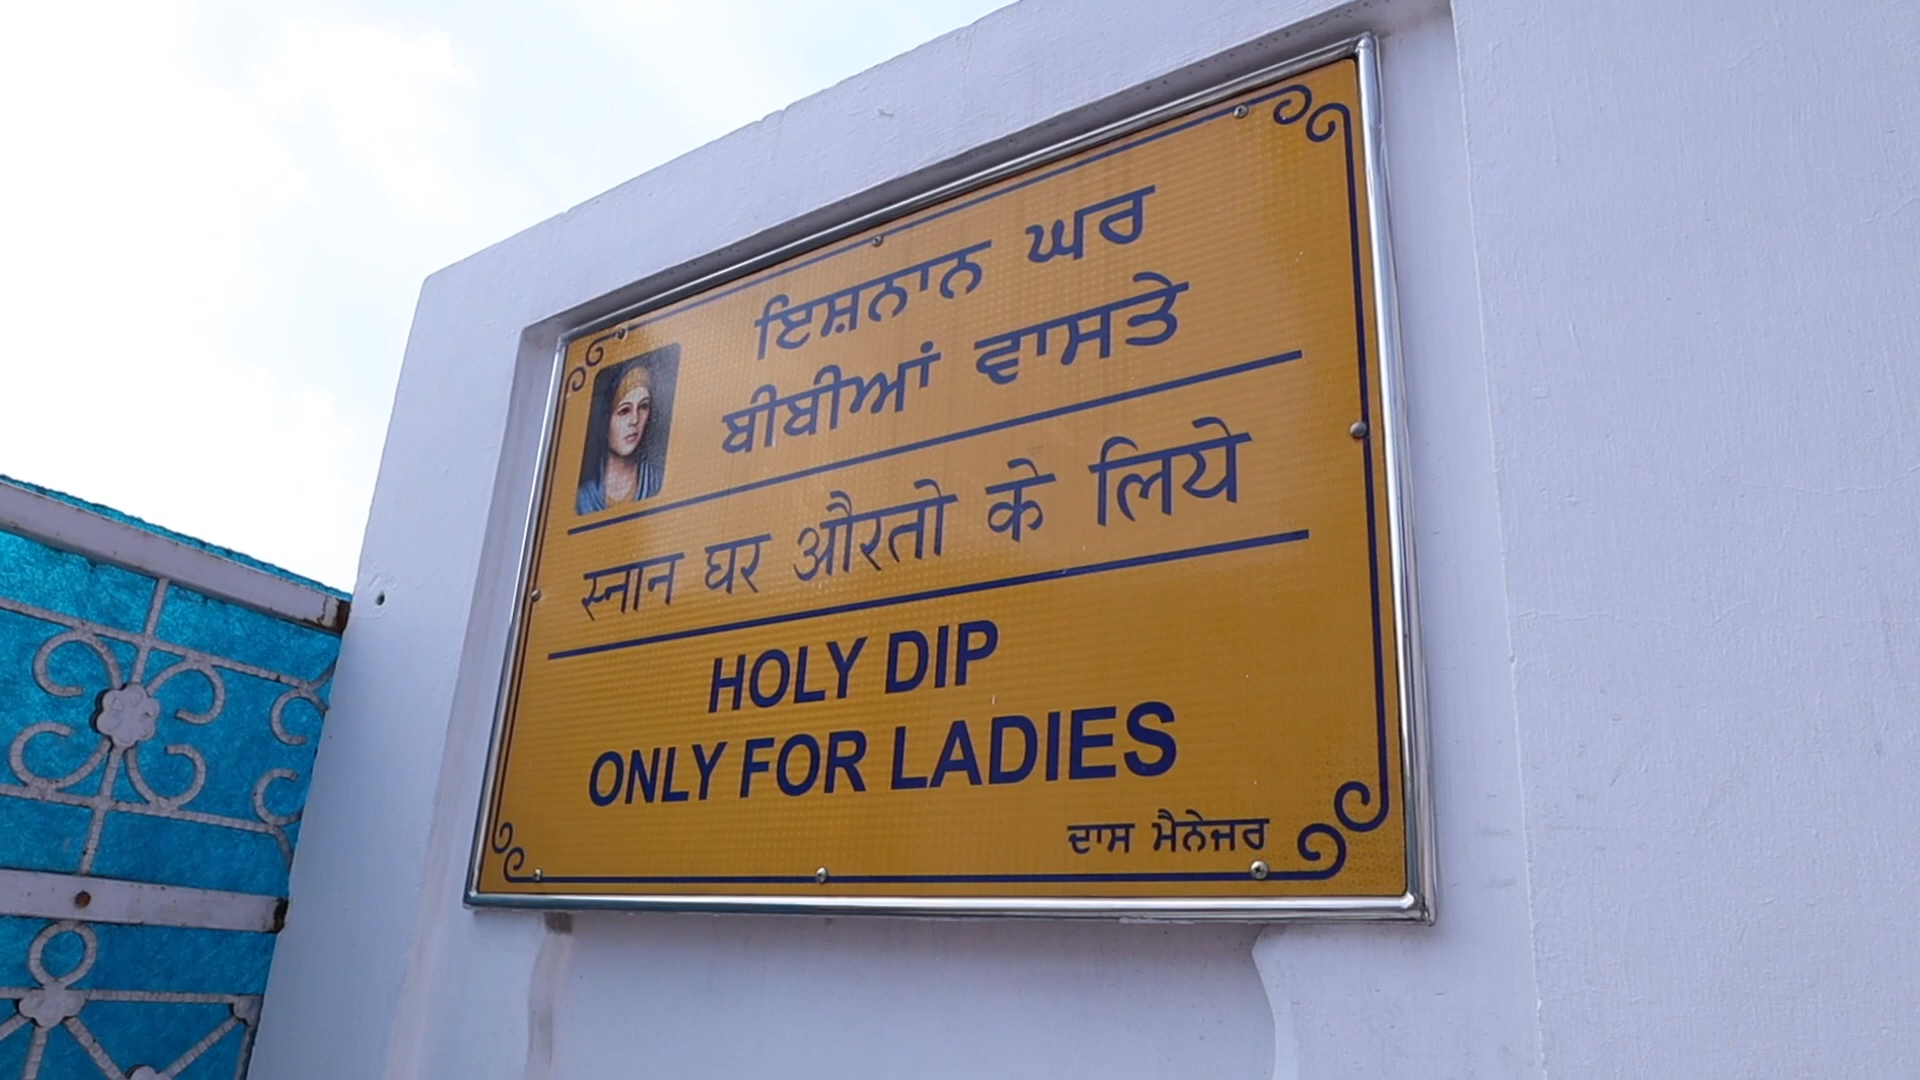 ਇਸ਼ਨਾਨ ਘਰ
ਬੀਬੀਆਂ ਵਾਸਤੇ
स्नान घर औरतो के लिये
HOLY DIP
ONLY FOR LADIES
ਦਾਸ ਮੈਨੇਜਰ